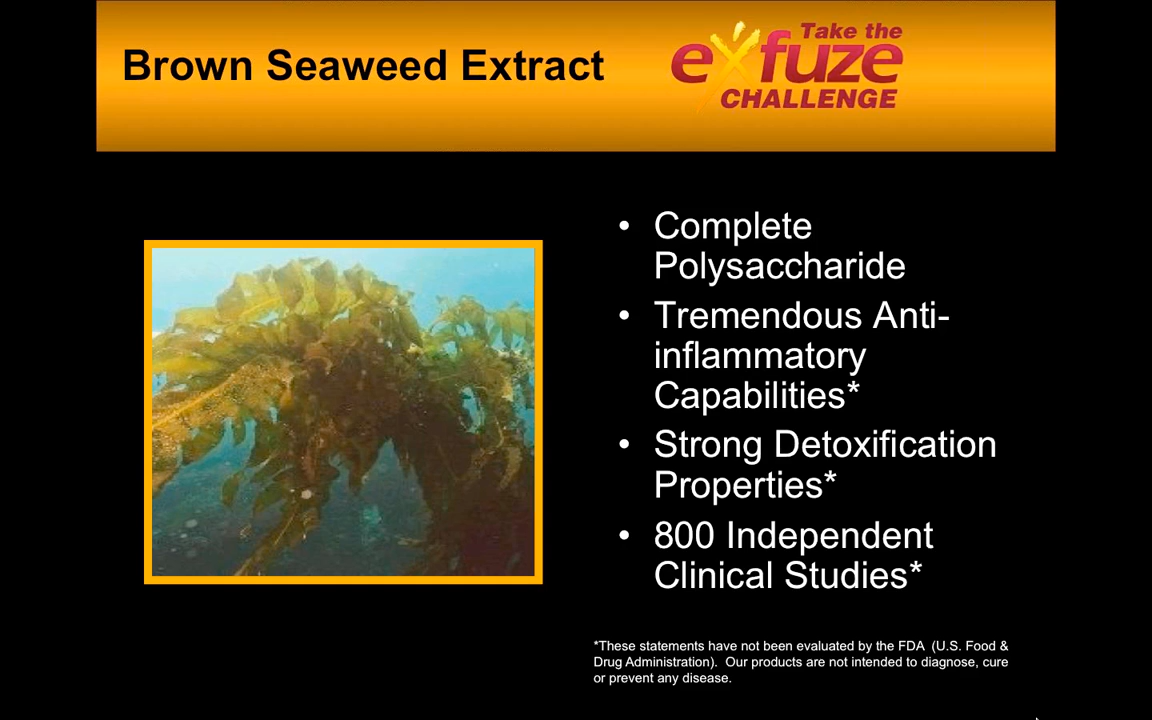 Brown Seaweed Extract
Take the
exfuze
CHALLENGE
• Complete
Polysaccharide
• Tremendous Anti-
inflammatory
Capabilities*
• Strong Detoxification
Properties*
• 800 Independent
Clinical Studies*
*These statements have not been evaluated by the FDA (U.S. Food &
Drug Administration). Our products are not intended to diagnose, cure
or prevent any disease.